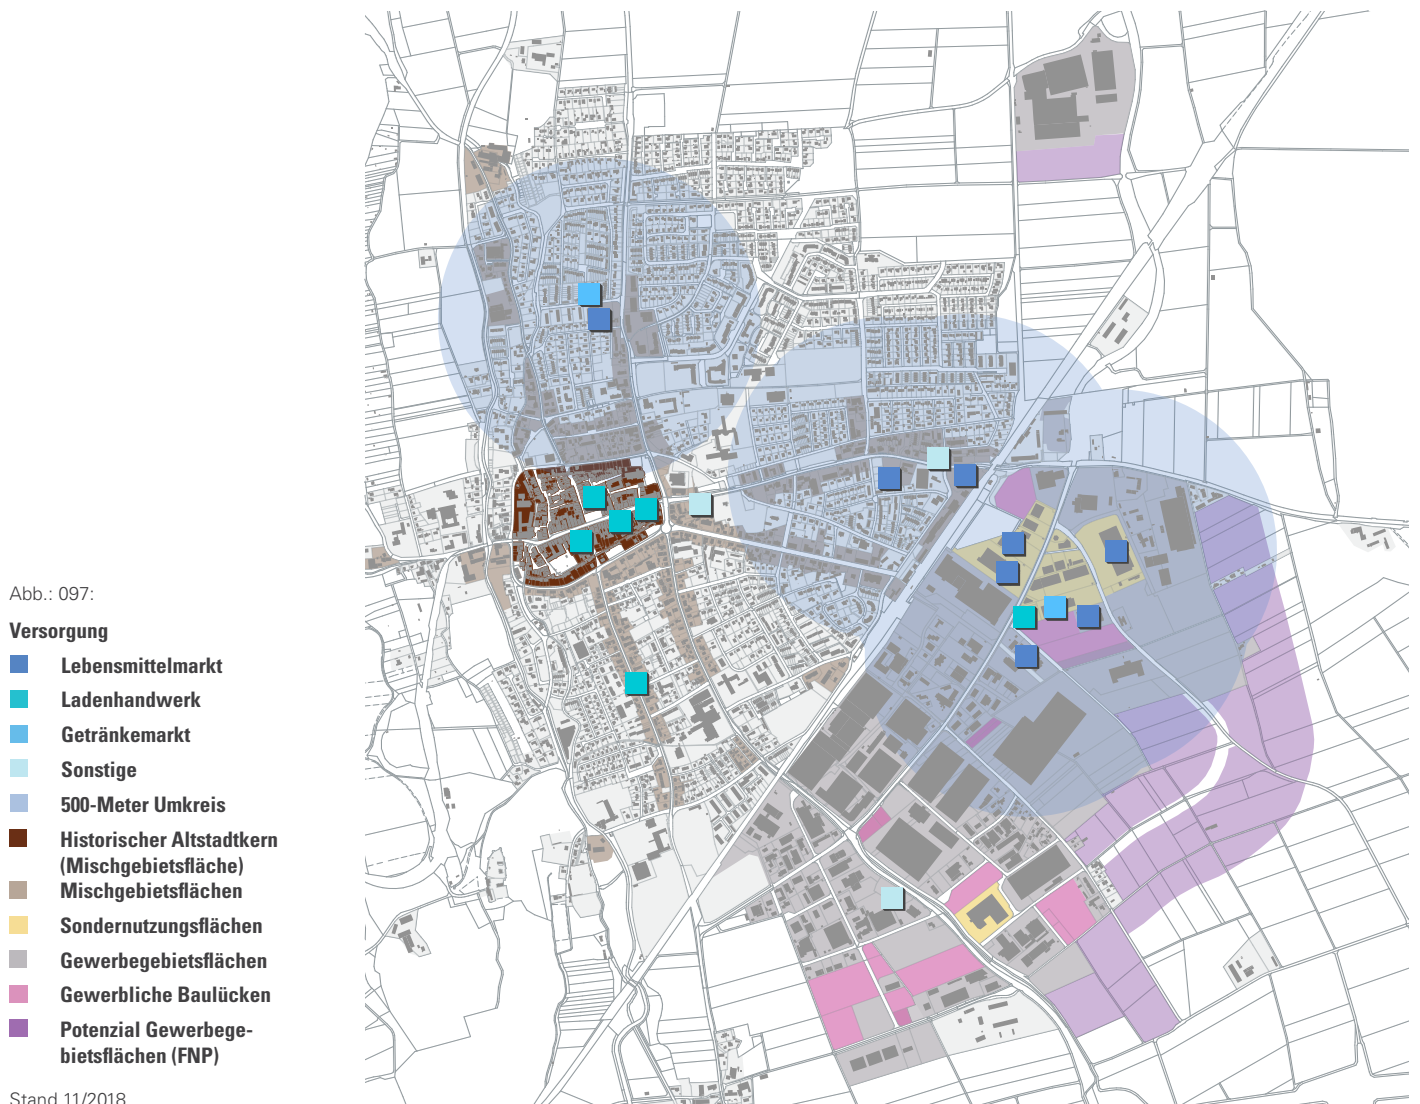 Abb.: 097:
Versorgung
Lebensmittelmarkt
Ladenhandwerk
Getränkemarkt
Sonstige
500-Meter Umkreis
Historischer Altstadtkern
(Mischgebietsfläche)
Mischgebietsflächen
Sondernutzungsflächen
Gewerbegebietsflächen
Gewerbliche Baulücken
Potenzial Gewerbege-
bietsflächen (FNP)
Stand 11/2018